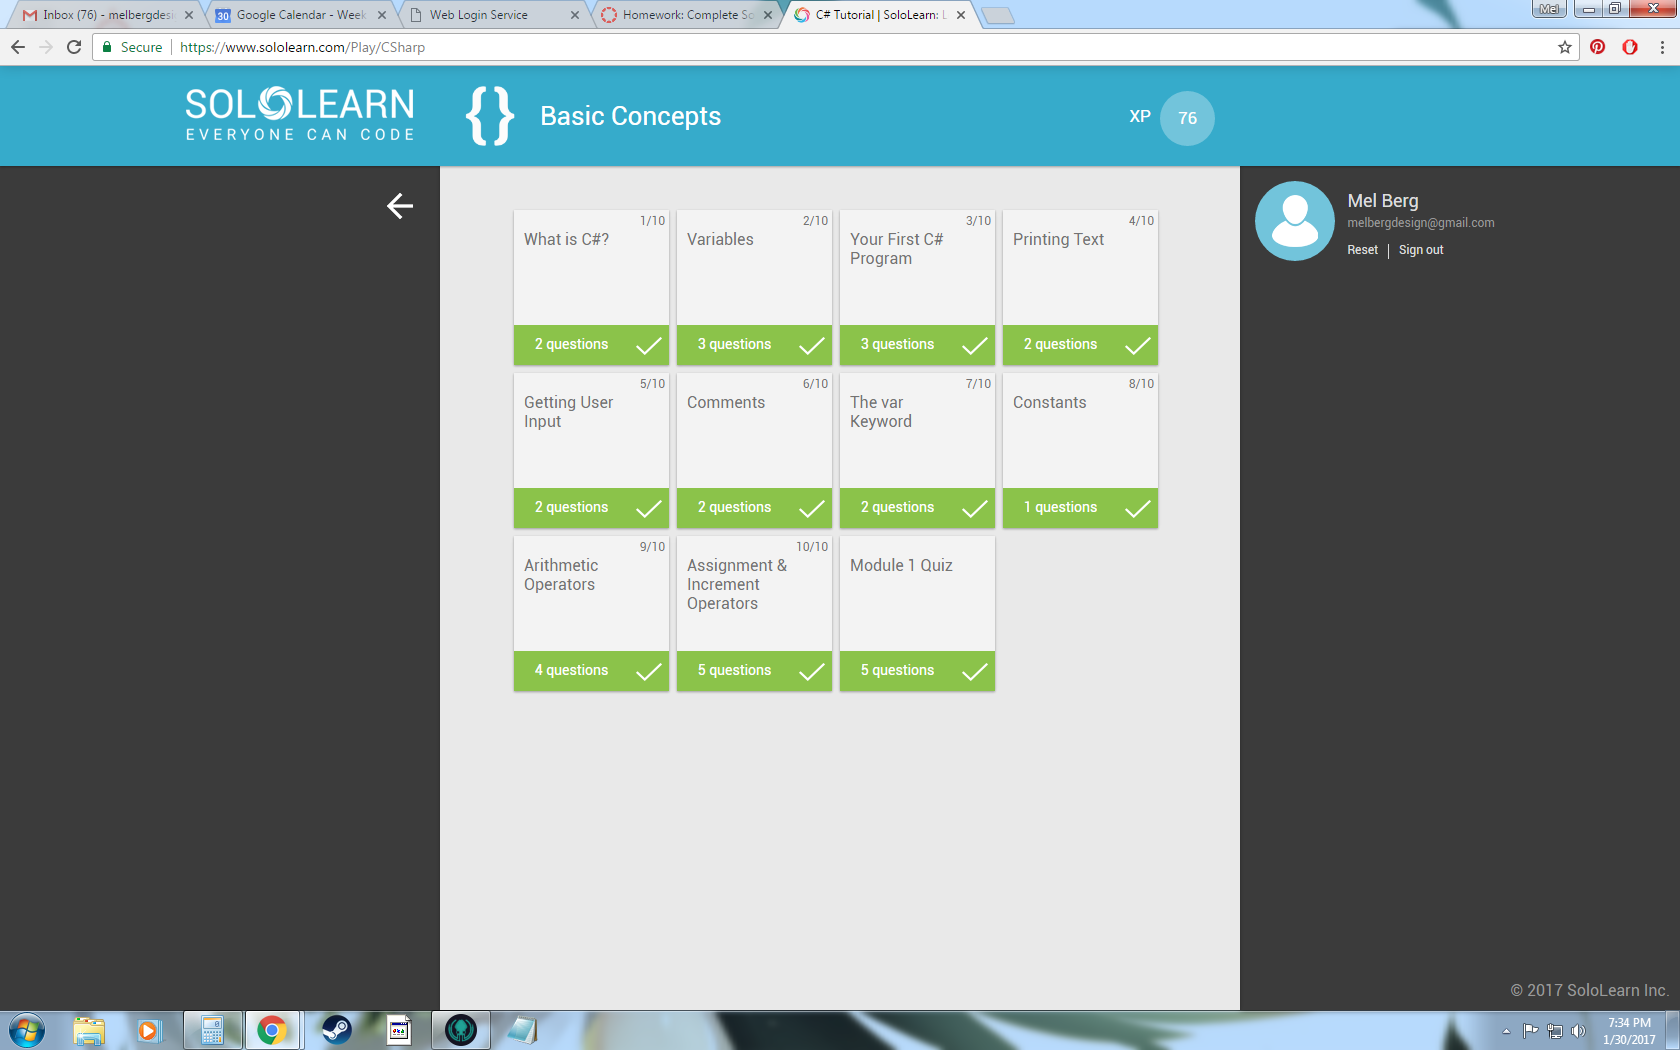 Inbox (76) - melbergdesi
Google Calendar - Week
Web Login Service
Homework: Complete So
C# Tutorial | SoloLearn: L
Mel
Secure
https://www.sololearn.com/Play/CSharp
SOLOLEARN
EVERYONE CAN CODE
{ }
Basic Concepts
XP
76
Mel Berg
melbergdesign@gmail.com
Reset | Sign out
1/10
What is C#?
2 questions
2/10
Variables
3 questions
3/10
Your First C#
Program
3 questions
4/10
Printing Text
2 questions
5/10
Getting User
Input
2 questions
6/10
Comments
2 questions
7/10
The var
Keyword
2 questions
8/10
Constants
1 questions
9/10
Arithmetic
Operators
4 questions
10/10
Assignment &
Increment
Operators
5 questions
Module 1 Quiz
5 questions
© 2017 SoloLearn Inc.
7:34 PM
1/30/2017